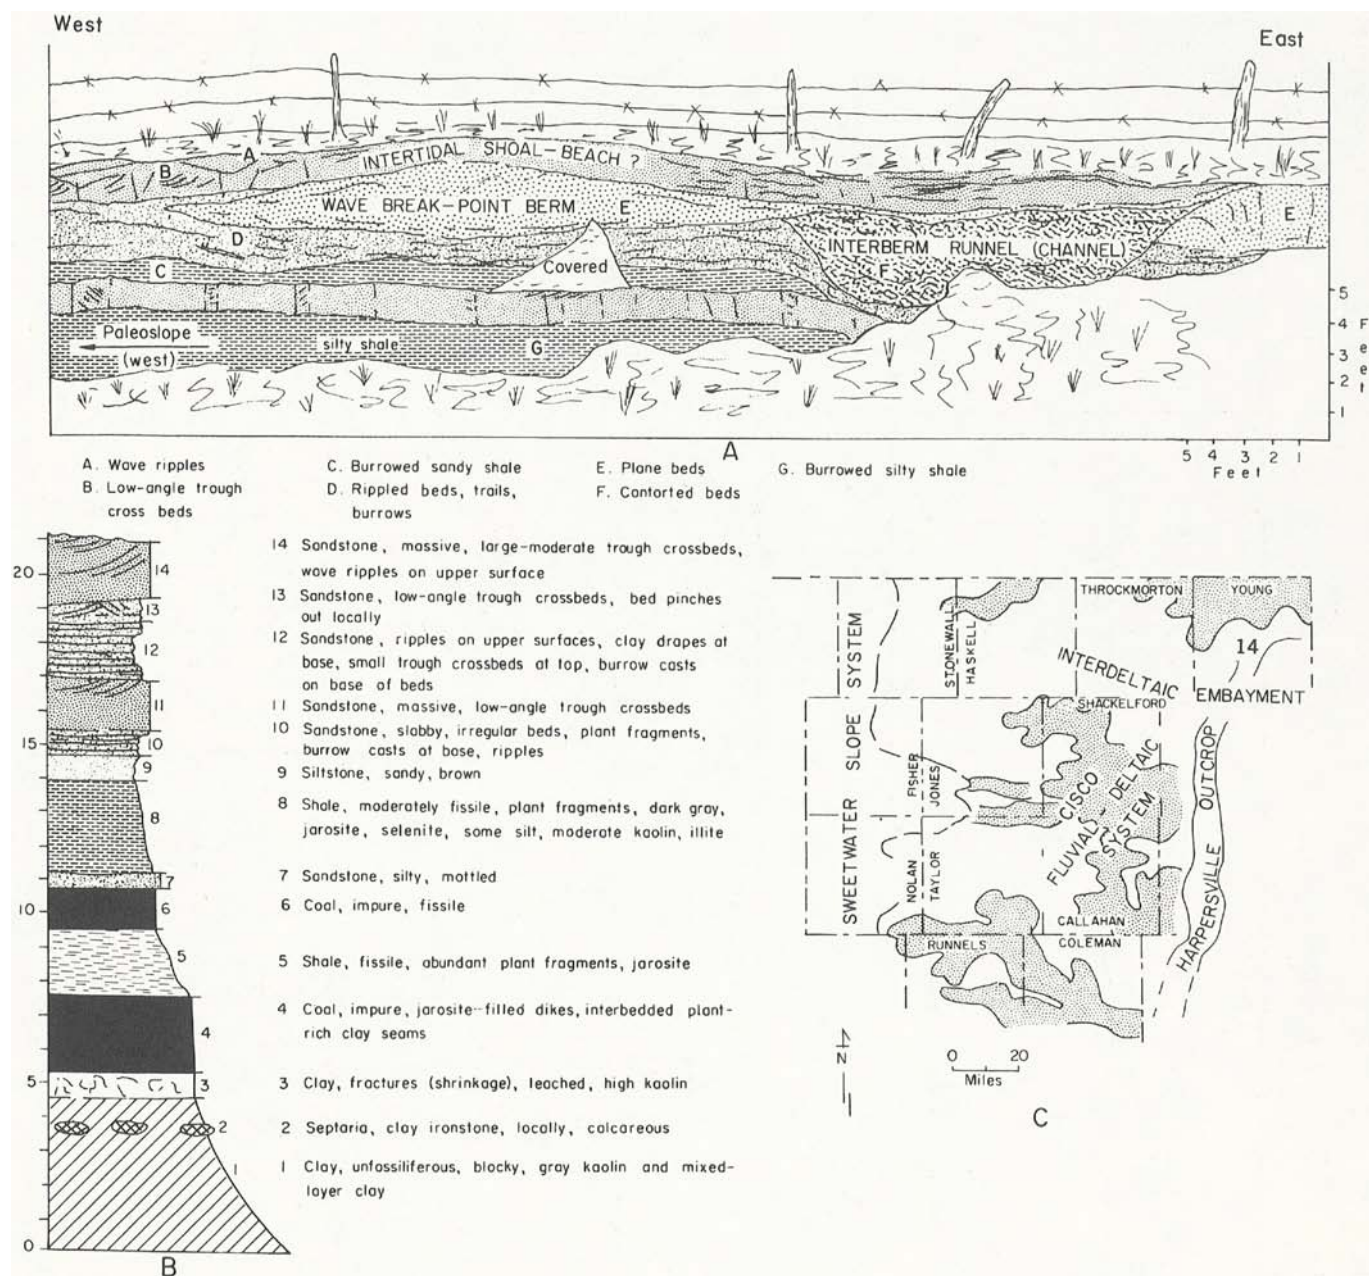 West
East
A
B
INTERTIDAL SHOAL-BEACH ?
WAVE BREAK-POINT BERM E
E
D
INTERBERM RUNNEL (CHANNEL)
F
C
Covered
Paleoslope
(west)
silty shale
G
5
4
3
2
1
Feet
A
5 4 3 2 1
Feet
A. Wave ripples
B. Low-angle trough
cross beds
C. Burrowed sandy shale
D. Rippled beds, trails,
burrows
E. Plane beds
F. Contorted beds
G. Burrowed silty shale
20
15
10
5
0
14
13
12
11
10
9
8
7
6
5
4
3
2
1
B
14 Sandstone, massive, large-moderate trough crossbeds,
wave ripples on upper surface
13 Sandstone, low-angle trough crossbeds, bed pinches
out locally
12 Sandstone, ripples on upper surfaces, clay drapes at
base, small trough crossbeds at top, burrow casts
on base of beds
11 Sandstone, massive, low-angle trough crossbeds
10 Sandstone, slabby, irregular beds, plant fragments,
burrow casts at base, ripples
9 Siltstone, sandy, brown
8 Shale, moderately fissile, plant fragments, dark gray,
jarosite, selenite, some silt, moderate kaolin, illite
7 Sandstone, silty, mottled
6 Coal, impure, fissile
5 Shale, fissile, abundant plant fragments, jarosite
4 Coal, impure, jarosite-filled dikes, interbedded plant-
rich clay seams
3 Clay, fractures (shrinkage), leached, high kaolin
2 Septaria, clay ironstone, locally, calcareous
1 Clay, unfossiliferous, blocky, gray kaolin and mixed-
layer clay
SWEETWATER SLOPE SYSTEM
STONEWALL
HASKELL
THROCKMORTON
YOUNG
14
INTERDELTAIC
EMBAYMENT
SHACKELFORD
FISHER
JONES
CISCO
FLUVIAL DELTAIC
SYSTEM
NOLAN
TAYLOR
CALLAHAN
RUNNELS
COLEMAN
HARPERSVILLE OUTCROP
N
0 20
Miles
C